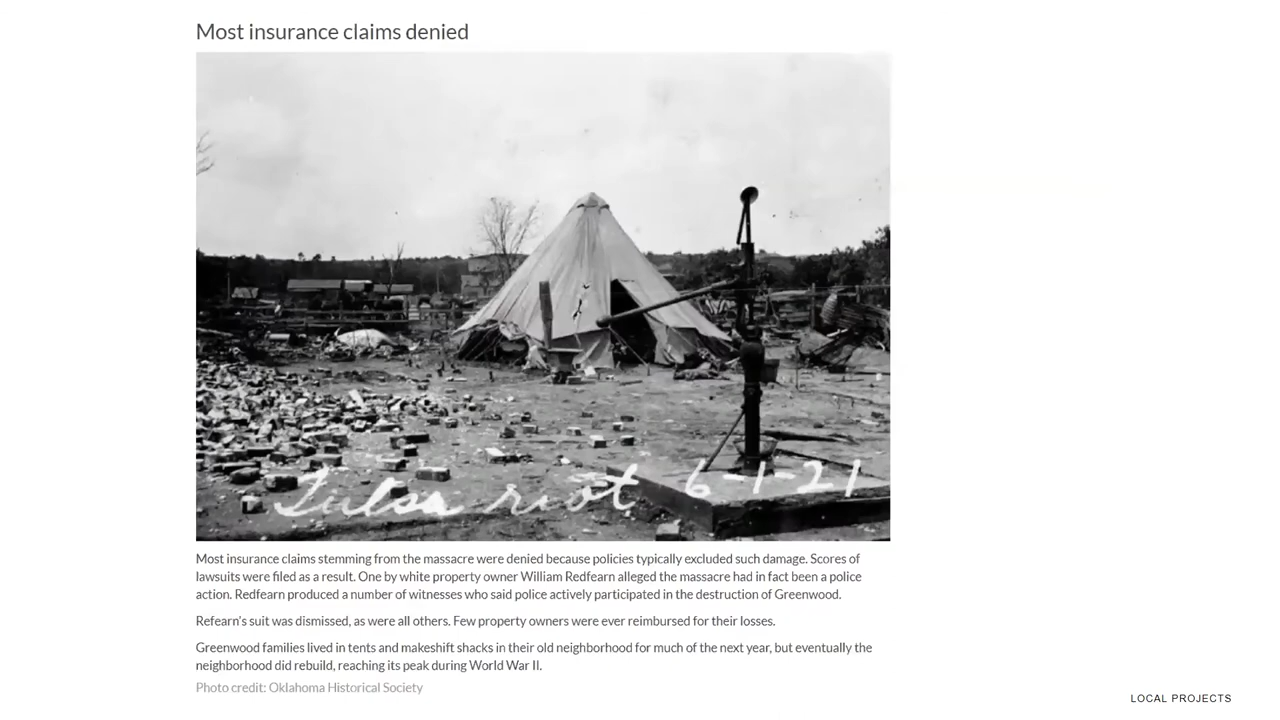 Most insurance claims denied
Tulsa riot 6-1-21
Most insurance claims stemming from the massacre were denied because policies typically excluded such damage. Scores of
lawsuits were filed as a result. One by white property owner William Redfearn alleged the massacre had in fact been a police
action. Redfearn produced a number of witnesses who said police actively participated in the destruction of Greenwood.
Refearn's suit was dismissed, as were all others. Few property owners were ever reimbursed for their losses.
Greenwood families lived in tents and makeshift shacks in their old neighborhood for much of the next year, but eventually the
neighborhood did rebuild, reaching its peak during World War II.
Photo credit: Oklahoma Historical Society
LOCAL PROJECTS